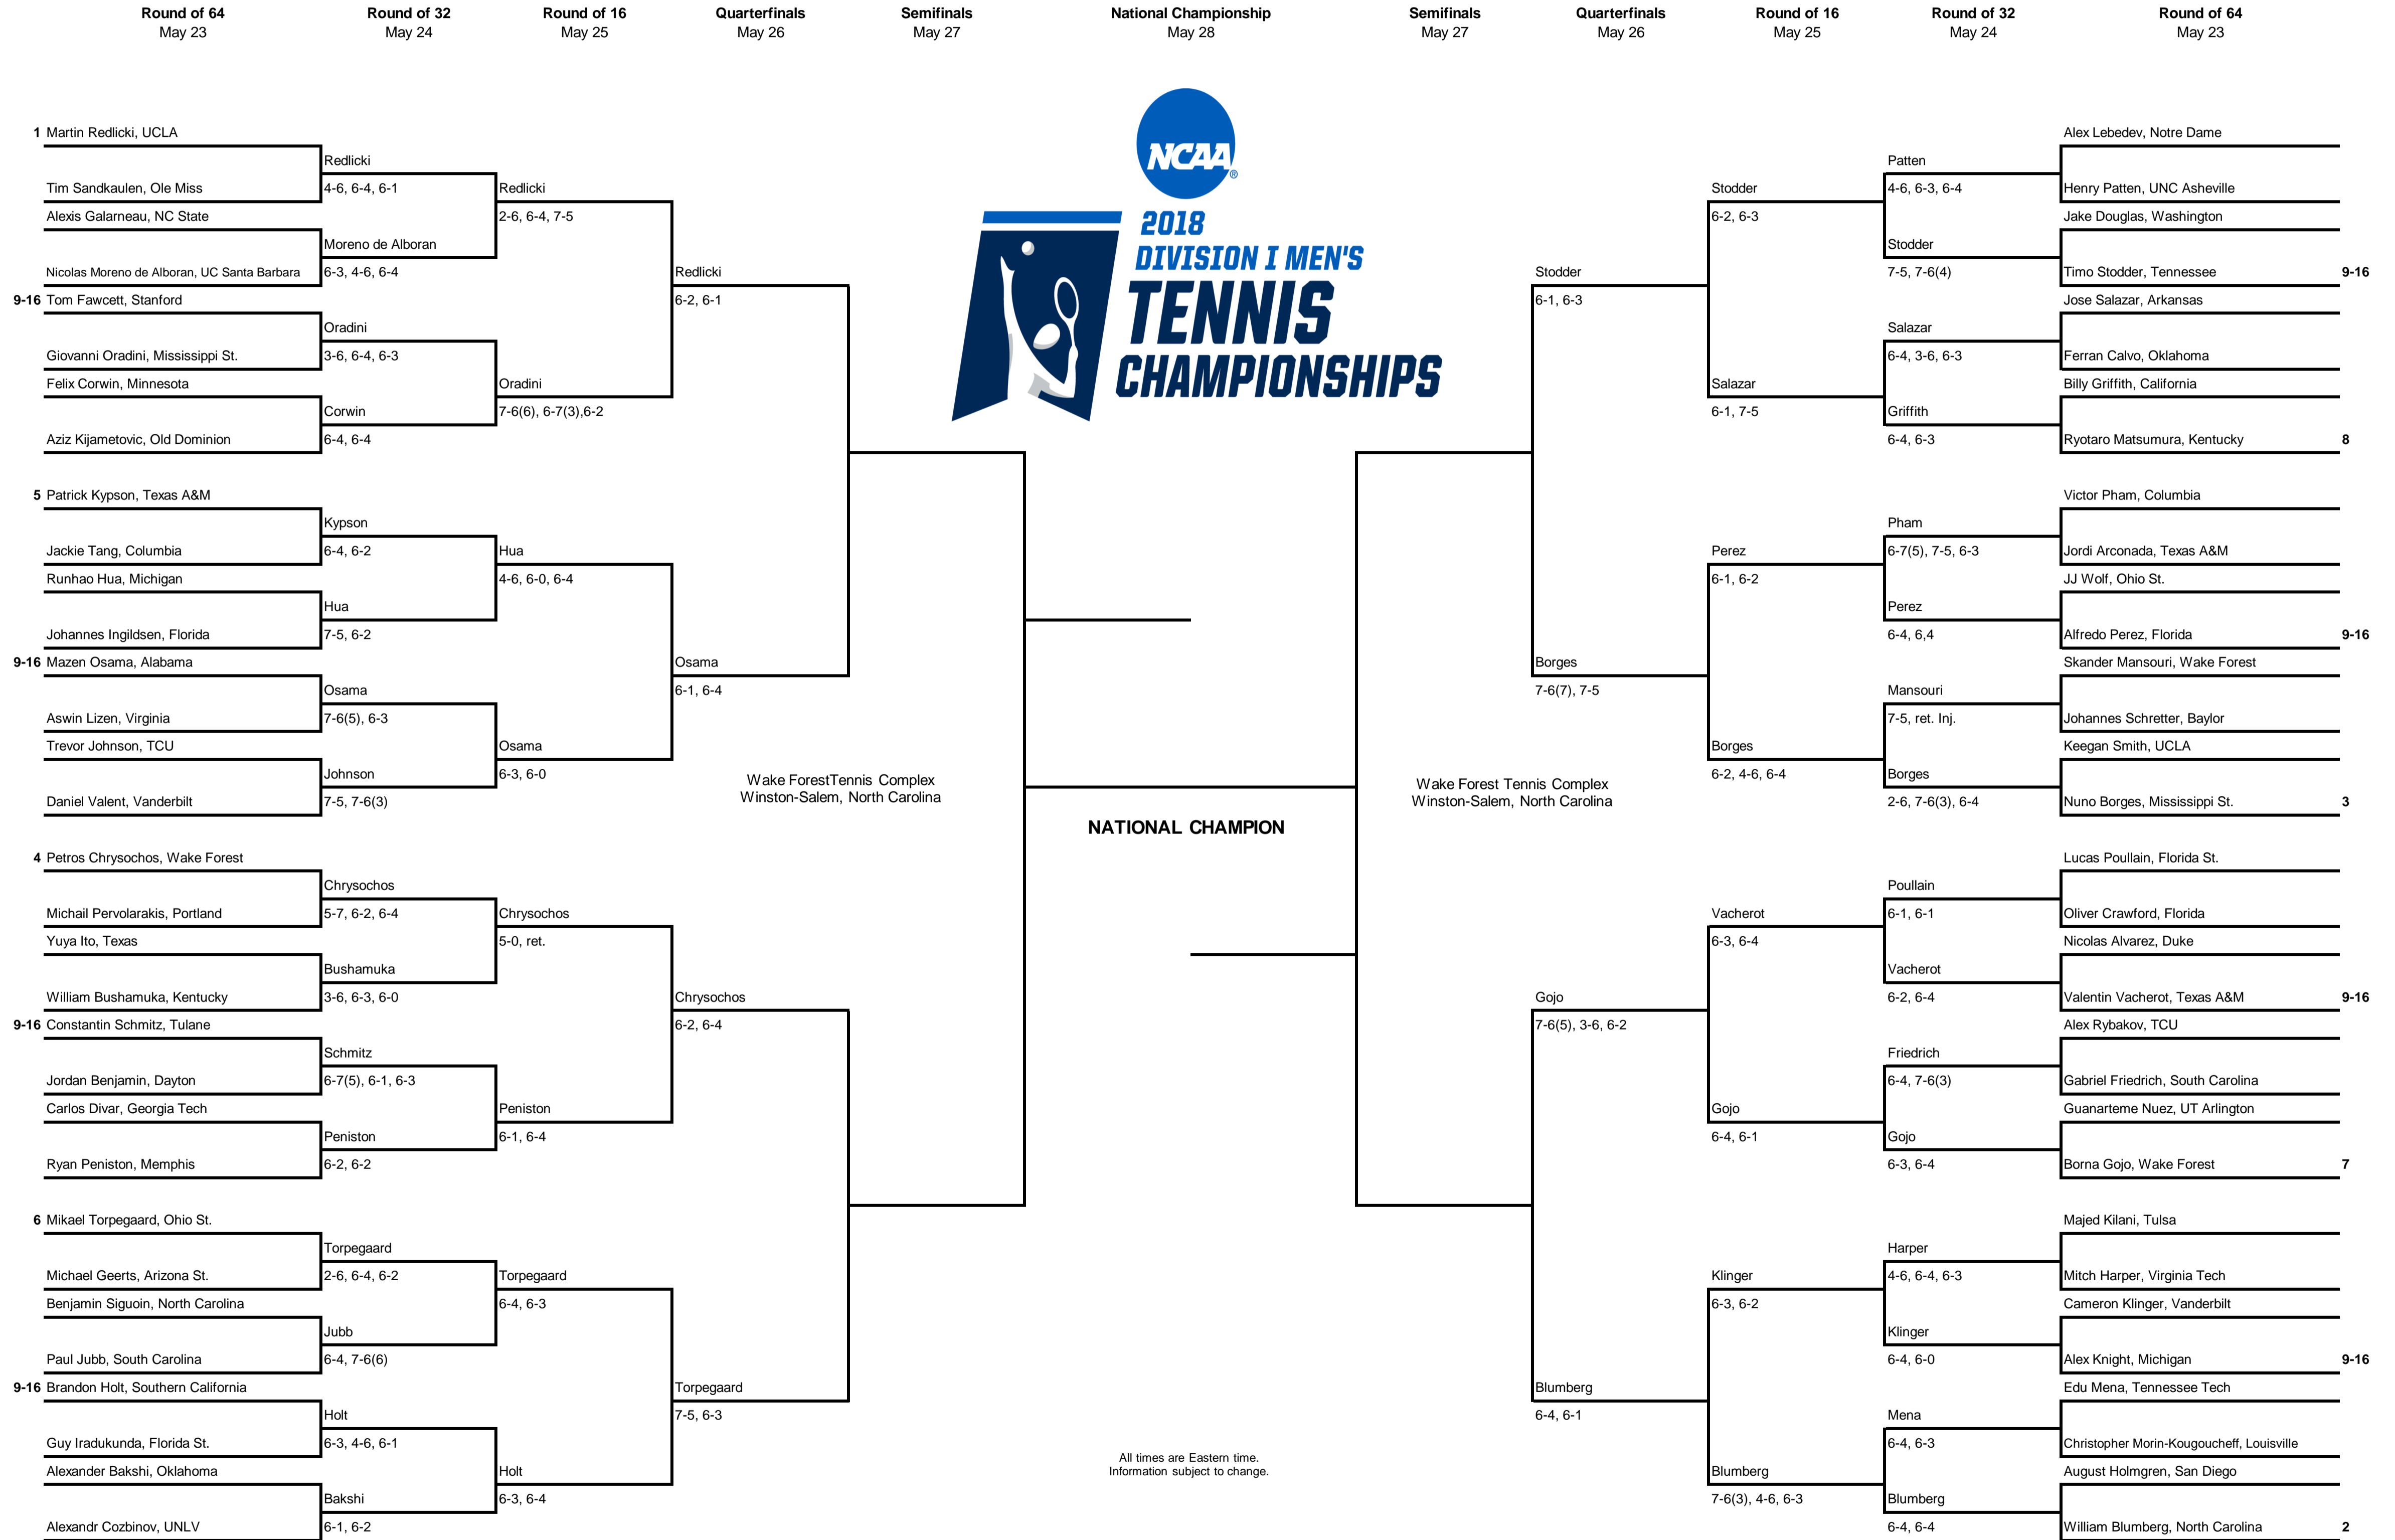 Round of 64 Round of 32 Round of 16 Quarterfinals Semifinals National Championship Semifinals Quarterfinals Round of 16 Round of 32 Round of 64
May 23 May 24 May 25 May 26 May 27 May 28 May 27 May 26 May 25 May 24 May 23
1 Martin Redlicki, UCLA
Redlicki
Tim Sandkaulen, Ole Miss
4-6, 6-4, 6-1
Redlicki
Alexis Galarneau, NC State
2-6, 6-4, 7-5
Moreno de Alboran
Nicolas Moreno de Alboran, UC Santa Barbara
6-3, 4-6, 6-4
Redlicki
9-16 Tom Fawcett, Stanford
6-2, 6-1
Oradini
Giovanni Oradini, Mississippi St.
3-6, 6-4, 6-3
Felix Corwin, Minnesota
Oradini
Corwin
7-6(6), 6-7(3),6-2
Aziz Kijametovic, Old Dominion
6-4, 6-4
5 Patrick Kypson, Texas A&M
Kypson
Jackie Tang, Columbia
6-4, 6-2
Hua
Runhao Hua, Michigan
4-6, 6-0, 6-4
Hua
Johannes Ingildsen, Florida
7-5, 6-2
9-16 Mazen Osama, Alabama
Osama
Osama
6-1, 6-4
Aswin Lizen, Virginia
7-6(5), 6-3
Trevor Johnson, TCU
Osama
Johnson
6-3, 6-0
Daniel Valent, Vanderbilt
7-5, 7-6(3)
Wake ForestTennis Complex
Winston-Salem, North Carolina
4 Petros Chrysochos, Wake Forest
Chrysochos
Michail Pervolarakis, Portland
5-7, 6-2, 6-4
Chrysochos
Yuya Ito, Texas
5-0, ret.
Bushamuka
William Bushamuka, Kentucky
3-6, 6-3, 6-0
Chrysochos
9-16 Constantin Schmitz, Tulane
6-2, 6-4
Schmitz
Jordan Benjamin, Dayton
6-7(5), 6-1, 6-3
Carlos Divar, Georgia Tech
Peniston
Peniston
6-1, 6-4
Ryan Peniston, Memphis
6-2, 6-2
6 Mikael Torpegaard, Ohio St.
Torpegaard
Michael Geerts, Arizona St.
2-6, 6-4, 6-2
Torpegaard
Benjamin Siguoin, North Carolina
6-4, 6-3
Jubb
Paul Jubb, South Carolina
6-4, 7-6(6)
9-16 Brandon Holt, Southern California
Torpegaard
Holt
7-5, 6-3
Guy Iradukunda, Florida St.
6-3, 4-6, 6-1
Alexander Bakshi, Oklahoma
Holt
Bakshi
6-3, 6-4
Alexandr Cozbinov, UNLV
6-1, 6-2
NCAA®
2018
DIVISION I MEN'S
TENNIS
CHAMPIONSHIPS
NATIONAL CHAMPION
All times are Eastern time.
Information subject to change.
Alex Lebedev, Notre Dame
Patten
Henry Patten, UNC Asheville
4-6, 6-3, 6-4
Stodder
Jake Douglas, Washington
6-2, 6-3
Stodder
Timo Stodder, Tennessee 9-16
7-5, 7-6(4)
Stodder
Jose Salazar, Arkansas
6-1, 6-3
Salazar
Ferran Calvo, Oklahoma
6-4, 3-6, 6-3
Billy Griffith, California
Salazar
Griffith
6-1, 7-5
Ryotaro Matsumura, Kentucky 8
6-4, 6-3
Victor Pham, Columbia
Pham
Jordi Arconada, Texas A&M
6-7(5), 7-5, 6-3
Perez
JJ Wolf, Ohio St.
6-1, 6-2
Perez
Alfredo Perez, Florida 9-16
6-4, 6,4
Skander Mansouri, Wake Forest
Borges
Mansouri
7-6(7), 7-5
Johannes Schretter, Baylor
7-5, ret. Inj.
Keegan Smith, UCLA
Borges
Borges
6-2, 4-6, 6-4
Nuno Borges, Mississippi St. 3
2-6, 7-6(3), 6-4
Wake Forest Tennis Complex
Winston-Salem, North Carolina
Lucas Poullain, Florida St.
Poullain
Oliver Crawford, Florida
6-1, 6-1
Vacherot
Nicolas Alvarez, Duke
6-3, 6-4
Vacherot
Valentin Vacherot, Texas A&M 9-16
6-2, 6-4
Gojo
Alex Rybakov, TCU
7-6(5), 3-6, 6-2
Friedrich
Gabriel Friedrich, South Carolina
6-4, 7-6(3)
Guanarteme Nuez, UT Arlington
Gojo
Gojo
6-4, 6-1
Borna Gojo, Wake Forest 7
6-3, 6-4
Majed Kilani, Tulsa
Harper
Mitch Harper, Virginia Tech
4-6, 6-4, 6-3
Klinger
Cameron Klinger, Vanderbilt
6-3, 6-2
Klinger
Alex Knight, Michigan 9-16
6-4, 6-0
Edu Mena, Tennessee Tech
Blumberg
Mena
6-4, 6-1
Christopher Morin-Kougoucheff, Louisville
6-4, 6-3
August Holmgren, San Diego
Blumberg
Blumberg
7-6(3), 4-6, 6-3
William Blumberg, North Carolina 2
6-4, 6-4